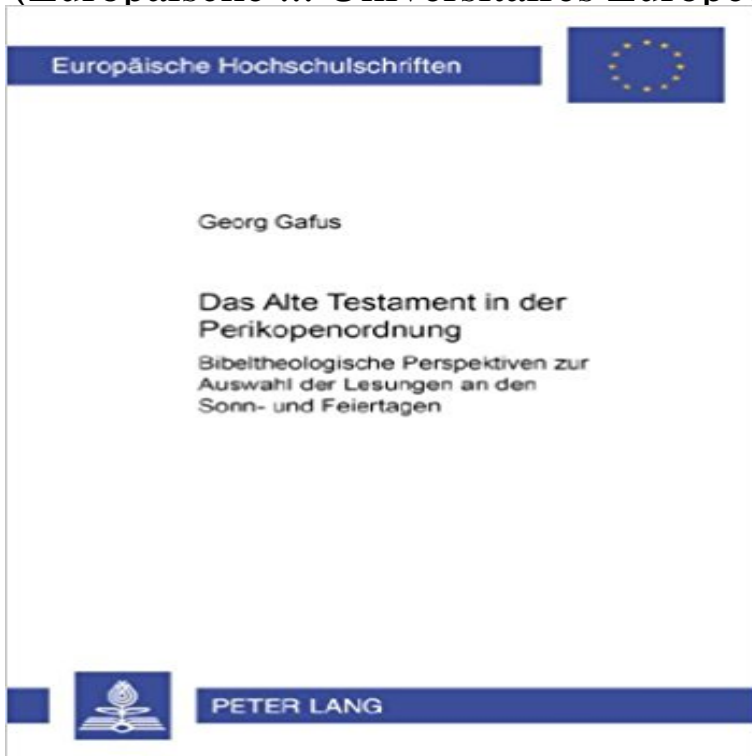 Europäische Hochschulschriften
Georg Gafus
Das Alte Testament in der
Perikopenordnung
Bibeltheologische Perspektiven zur
Auswahl der Lesungen an den
Sonn- und Feiertagen
PETER LANG